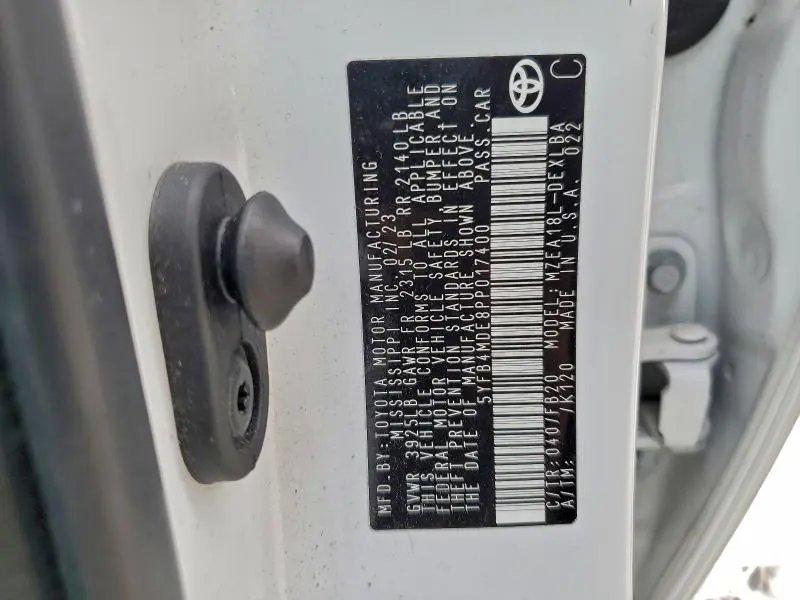 MFD.BY:TOYOTA MOTOR MANUFACTURING
MISSISSIPPI INC. 02/23
GVWR 3925LB GAWR FR 2315LB RR 2140LB
THIS VEHICLE CONFORMS TO ALL APPLICABLE
FEDERAL MOTOR VEHICLE SAFETY, BUMPER, AND
THEFT PREVENTION STANDARDS IN EFFECT ON
THE DATE OF MANUFACTURE SHOWN ABOVE.
5YFB4MDE8PP017400 PASS.CAR
C/TR:040/FB20 MODEL:MZEA18L-DEXLBA
A/TM: /K120 MADE IN U.S.A. 022
C